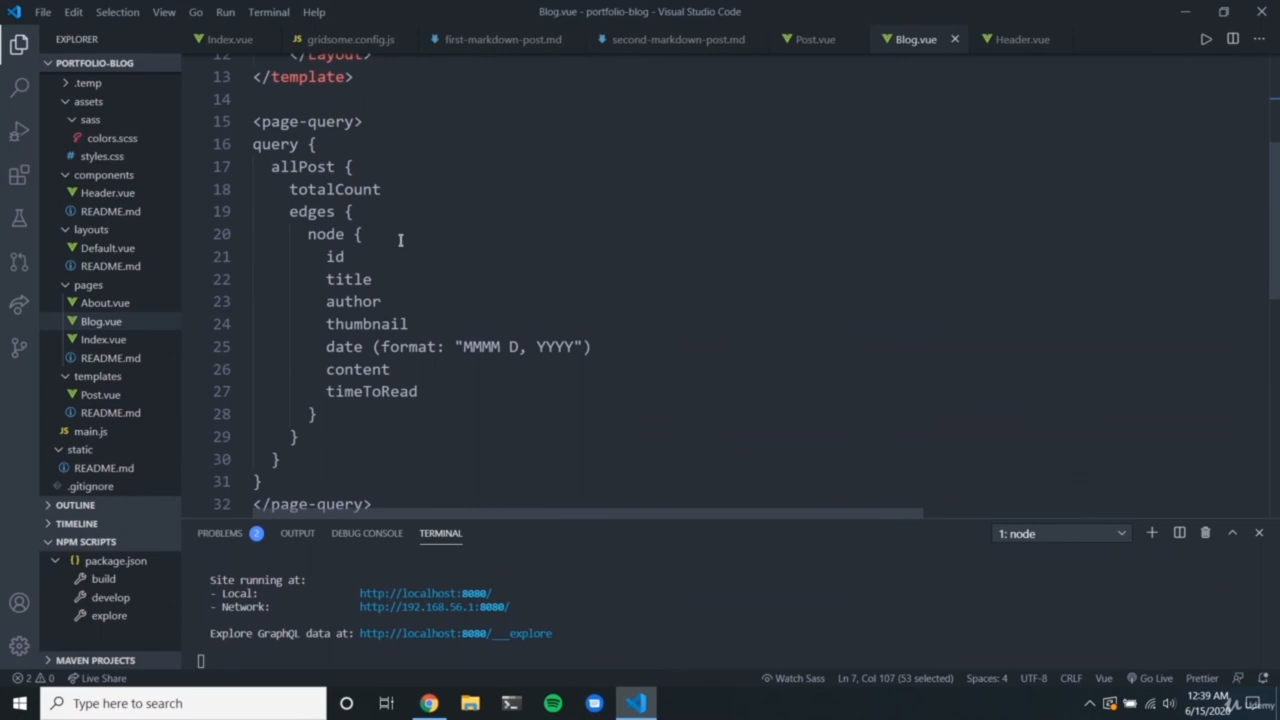 File Edit Selection View Go Run Terminal Help
Blog.vue - portfolio-blog - Visual Studio Code
EXPLORER
PORTFOLIO-BLOG
.temp
assets
sass
colors.scss
styles.css
components
Header.vue
README.md
layouts
Default.vue
README.md
pages
About.vue
Blog.vue
Index.vue
README.md
templates
Post.vue
README.md
JS main.js
static
README.md
.gitignore
OUTLINE
TIMELINE
NPM SCRIPTS
{} package.json
build
develop
explore
MAVEN PROJECTS
Index.vue JS gridsome.config.js first-markdown-post.md second-markdown-post.md Post.vue Blog.vue Header.vue
12 </Layout>
13 </template>
14
15 <page-query>
16 query {
17 allPost {
18 totalCount
19 edges {
20 node {
21 id
22 title
23 author
24 thumbnail
25 date (format: "MMMM D, YYYY")
26 content
27 timeToRead
28 }
29 }
30 }
31 }
32 </page-query>
PROBLEMS 2 OUTPUT DEBUG CONSOLE TERMINAL 1: node
Site running at:
- Local: http://localhost:8080/
- Network: http://192.168.56.1:8080/
Explore GraphQL data at: http://localhost:8080/___explore
2 0 Live Share Watch Sass Ln 7, Col 107 (53 selected) Spaces: 4 UTF-8 CRLF Vue Go Live Prettier
Type here to search
12:39 AM
6/15/2020
Udemy